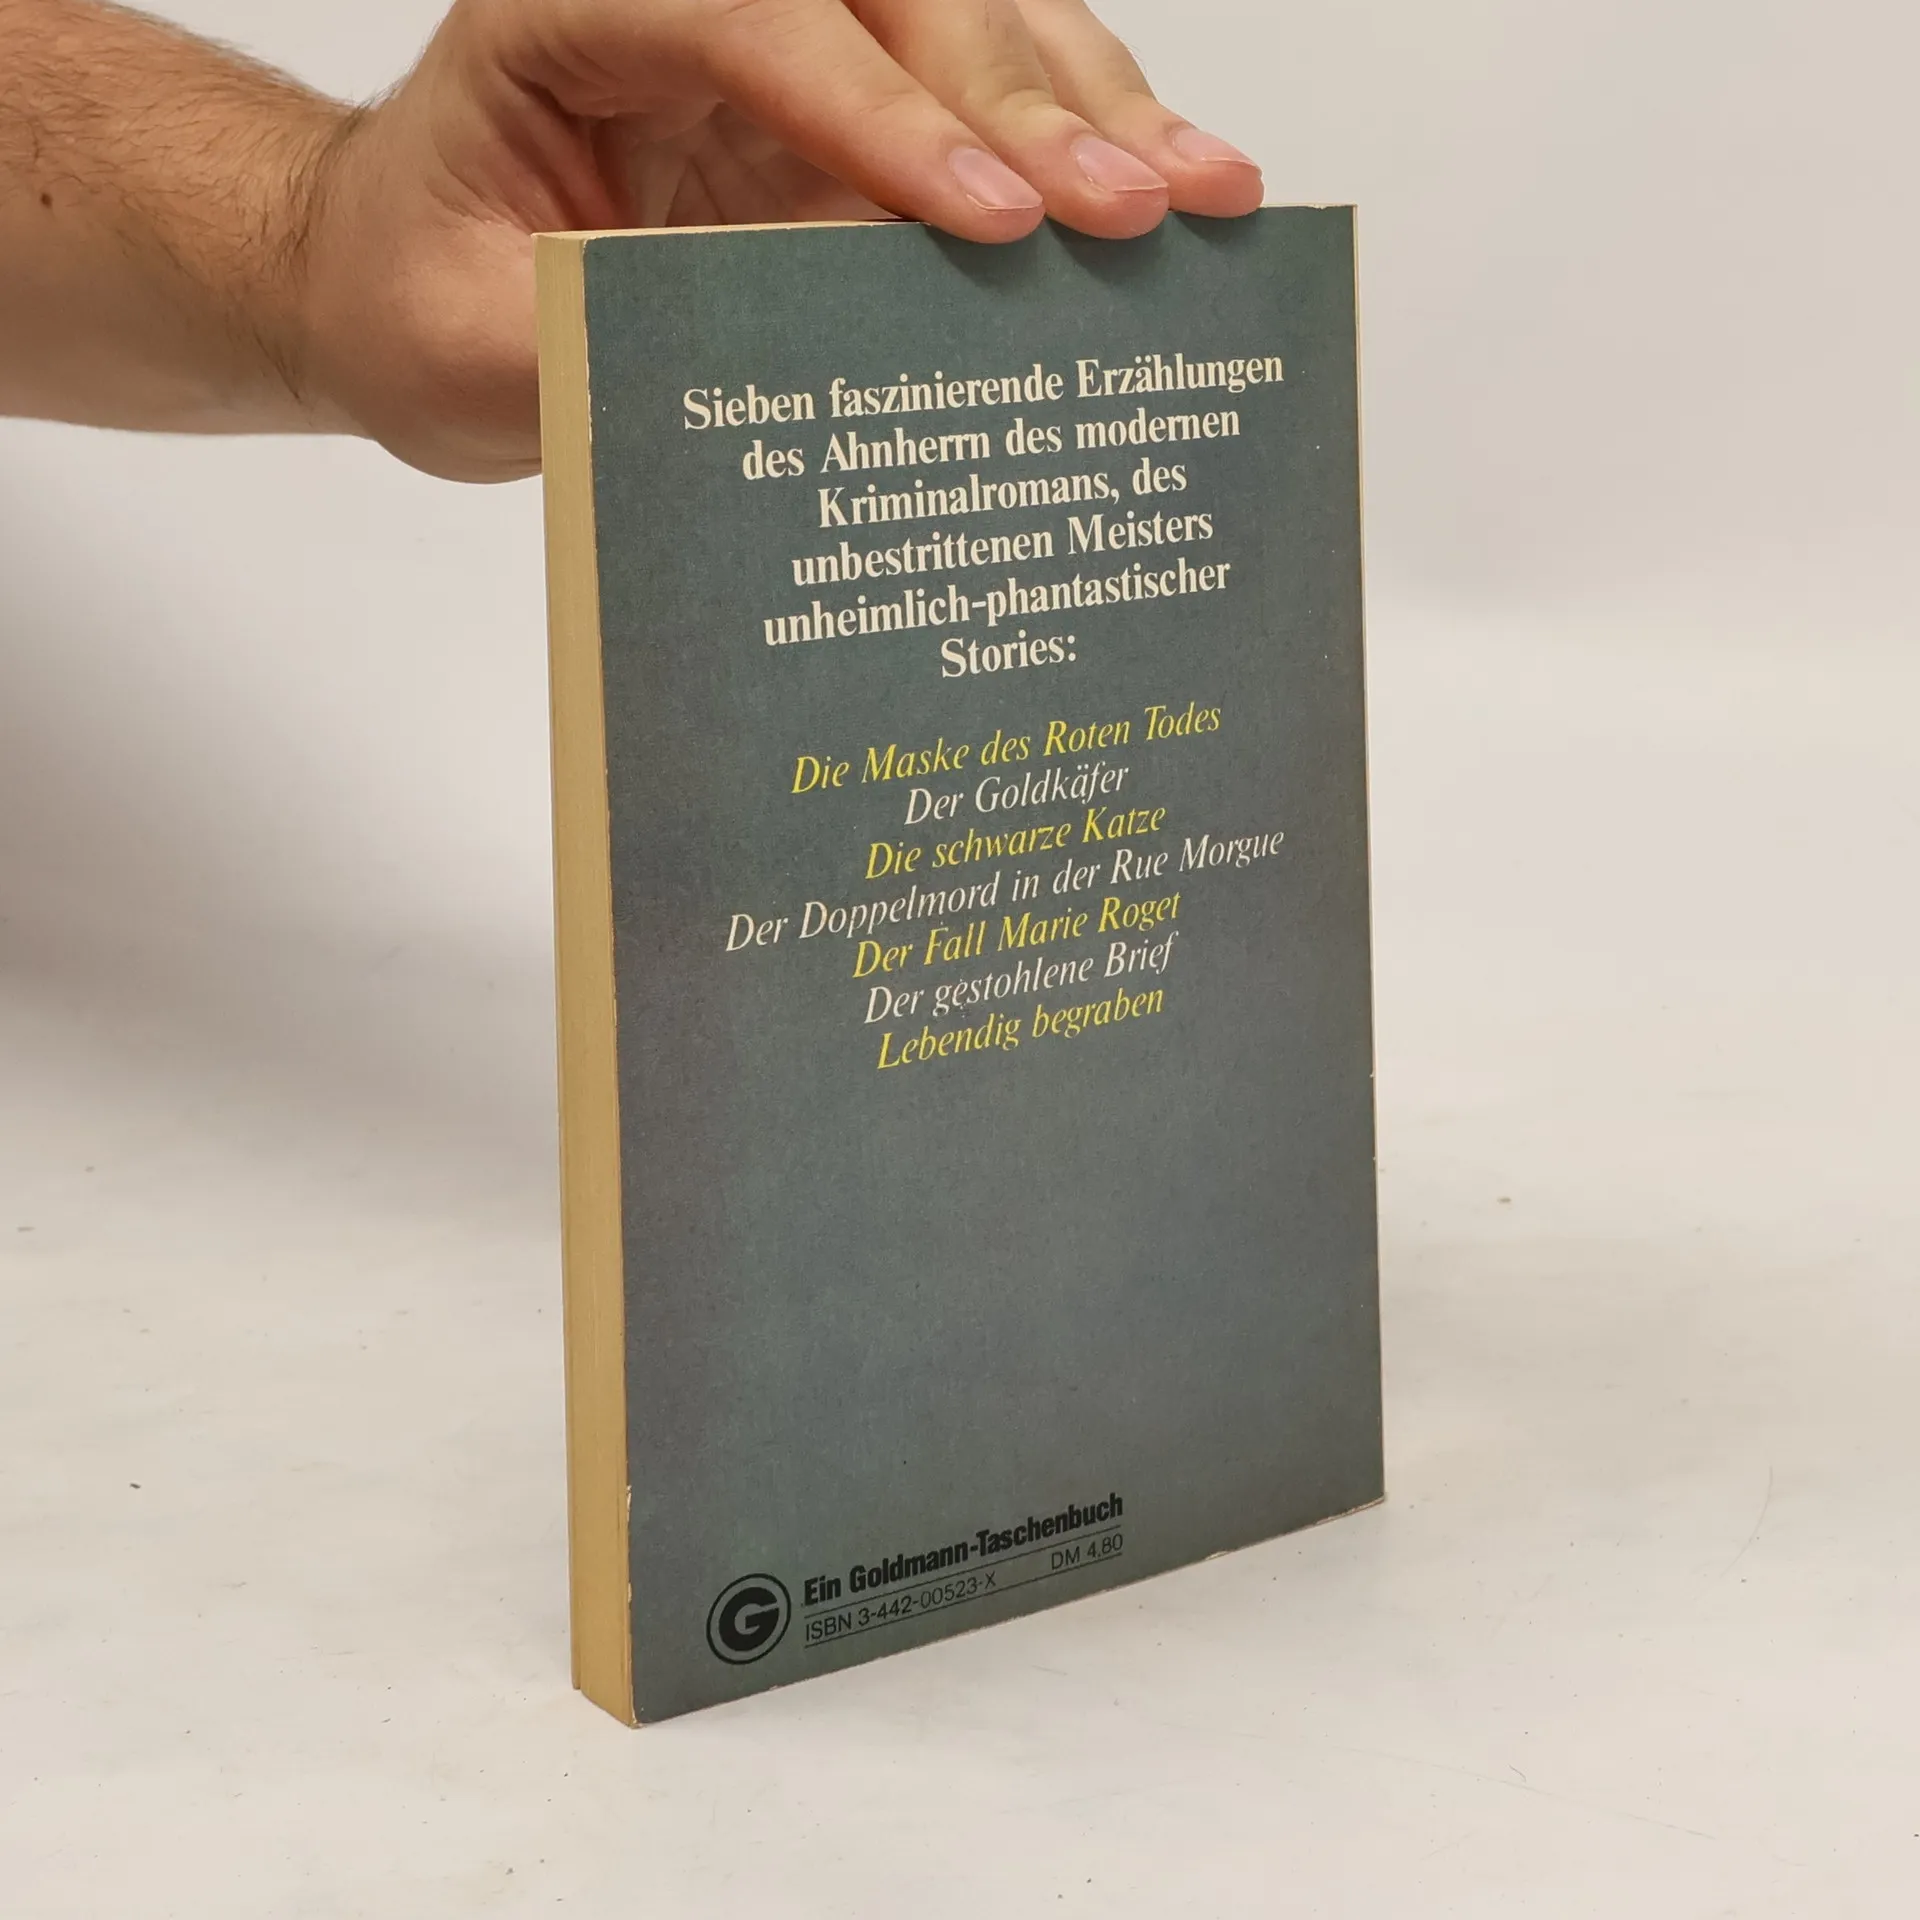 Sieben faszinierende Erzählungen
des Ahnherrn des modernen
Kriminalromans, des
unbestrittenen Meisters
unheimlich-phantastischer
Stories:
Die Maske des Roten Todes
Der Goldkäfer
Die schwarze Katze
Der Doppelmord in der Rue Morgue
Der Fall Marie Roget
Der gestohlene Brief
Lebendig begraben
G
Ein Goldmann-Taschenbuch
ISBN 3-442-00523-X DM 4.80